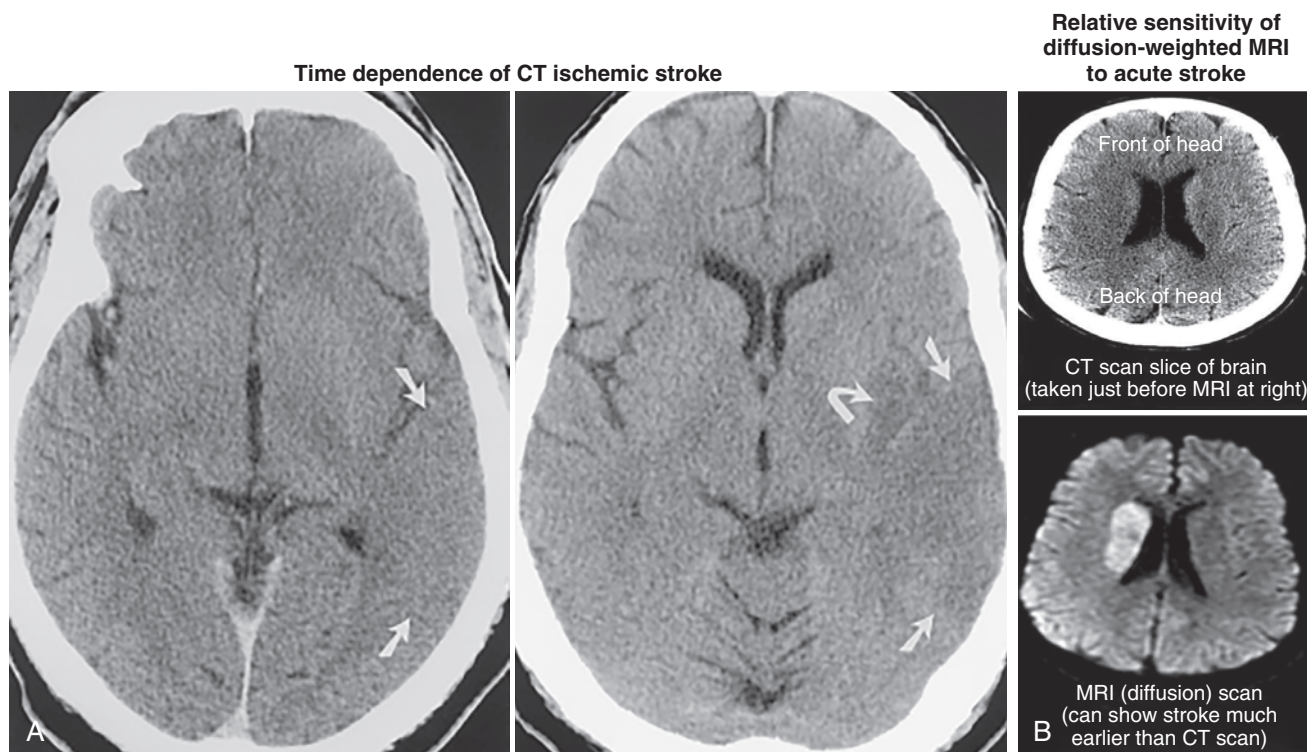 Time dependence of CT ischemic stroke
Relative sensitivity of
diffusion-weighted MRI
to acute stroke
A
Front of head
Back of head
CT scan slice of brain
(taken just before MRI at right)
MRI (diffusion) scan
(can show stroke much
earlier than CT scan)
B